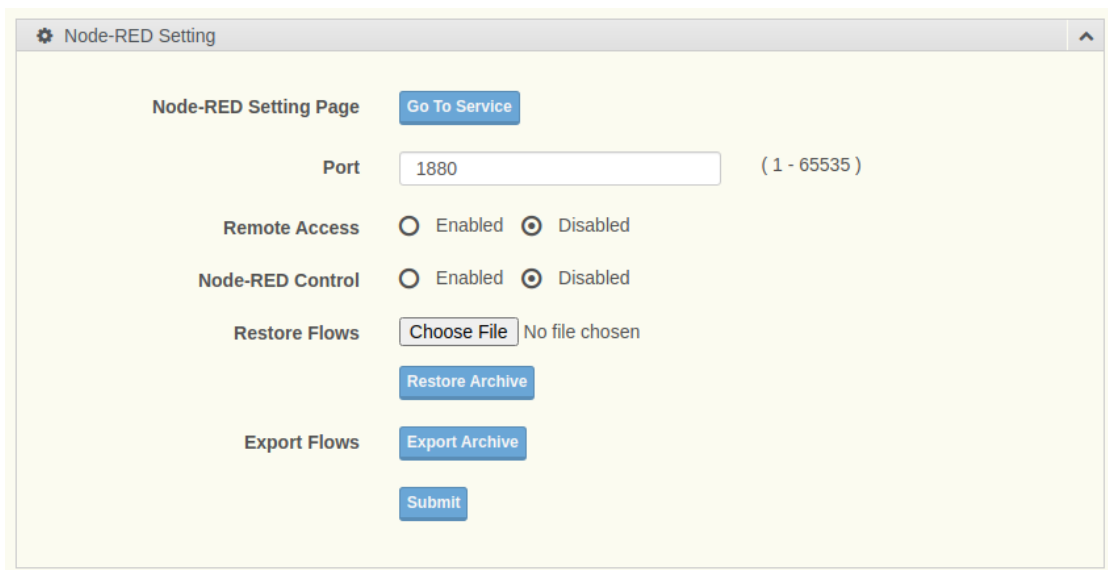 Node-RED Setting
Node-RED Setting Page Go To Service
Port 1880 ( 1 - 65535 )
Remote Access Enabled Disabled
Node-RED Control Enabled Disabled
Restore Flows Choose File No file chosen
Restore Archive
Export Flows Export Archive
Submit